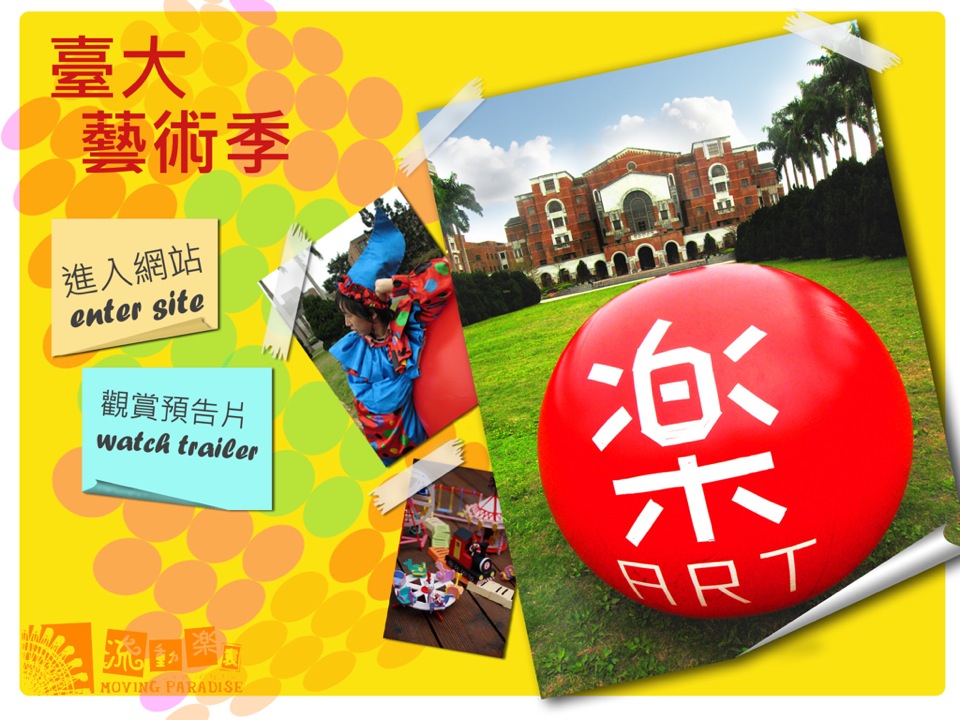 臺大
藝術季
進入網站
enter site
觀賞預告片
watch trailer
楽
ART
流動樂園
MOVING PARADISE